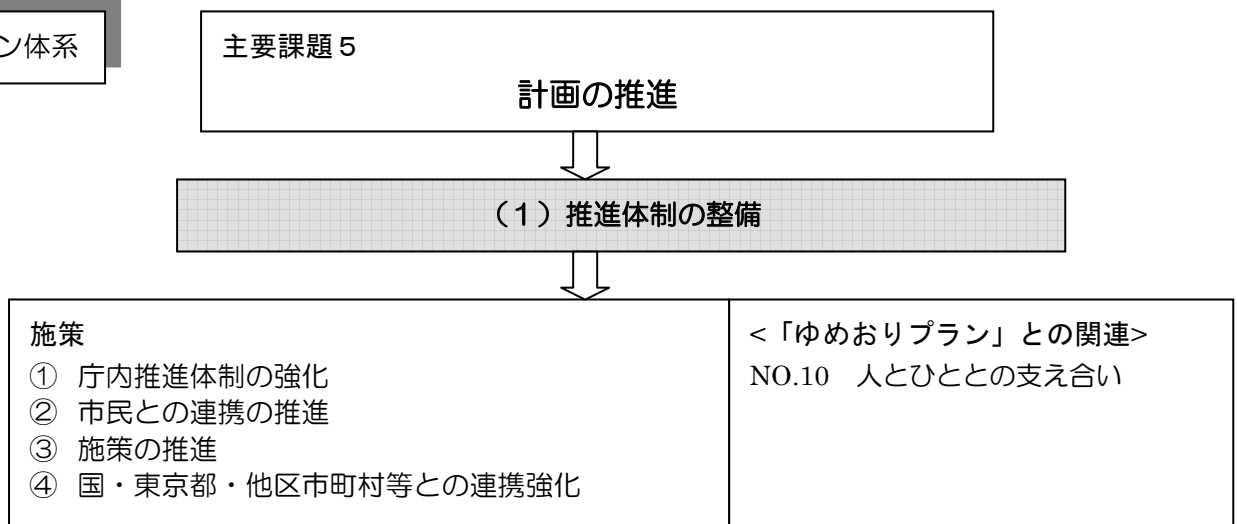 ン体系
主要課題５
計画の推進
（１）推進体制の整備
施策
① 庁内推進体制の強化
② 市民との連携の推進
③ 施策の推進
④ 国・東京都・他区市町村等との連携強化
<「ゆめおりプラン」との関連>
NO.10　人とひととの支え合い